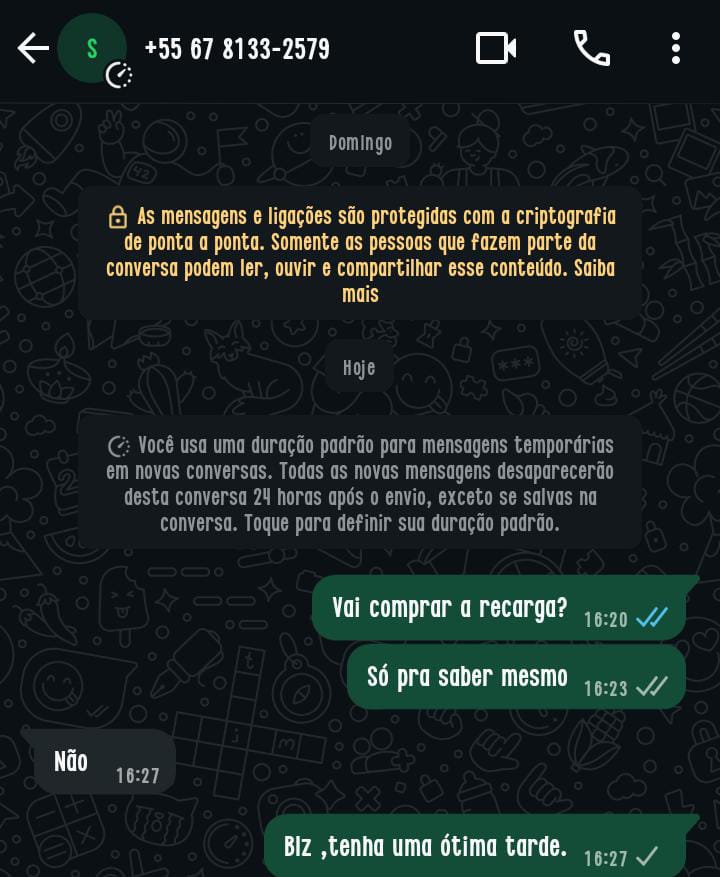 S +55 67 8133-2579
Domingo
As mensagens e ligações são protegidas com a criptografia
de ponta a ponta. Somente as pessoas que fazem parte da
conversa podem ler, ouvir e compartilhar esse conteúdo. Saiba
mais
Hoje
Você usa uma duração padrão para mensagens temporárias
em novas conversas. Todas as novas mensagens desaparecerão
desta conversa 24 horas após o envio, exceto se salvas na
conversa. Toque para definir sua duração padrão.
Vai comprar a recarga? 16:20
Só pra saber mesmo 16:23
Não 16:27
Blz ,tenha uma ótima tarde. 16:27